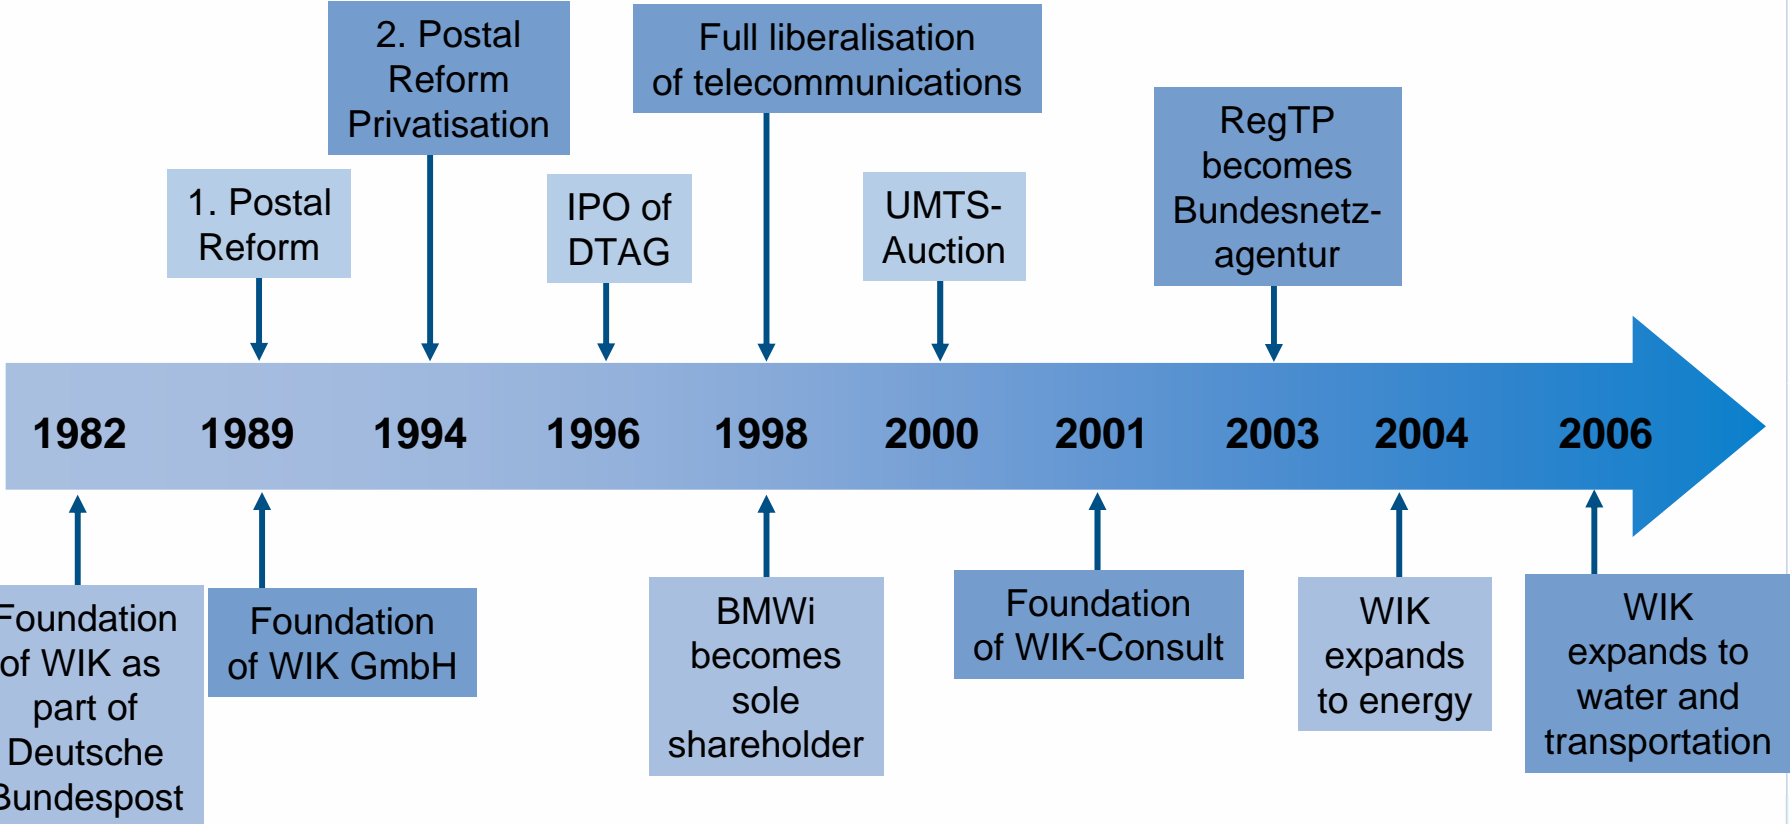 2. Postal
Reform
Privatisation
Full liberalisation
of telecommunications
RegTP
becomes
Bundesnetz-
agentur
1. Postal
Reform
IPO of
DTAG
UMTS-
Auction
1982 1989 1994 1996 1998 2000 2001 2003 2004 2006
Foundation
of WIK as
part of
Deutsche
Bundespost
Foundation
of WIK GmbH
BMWi
becomes
sole
shareholder
Foundation
of WIK-Consult
WIK
expands
to energy
WIK
expands to
water and
transportation